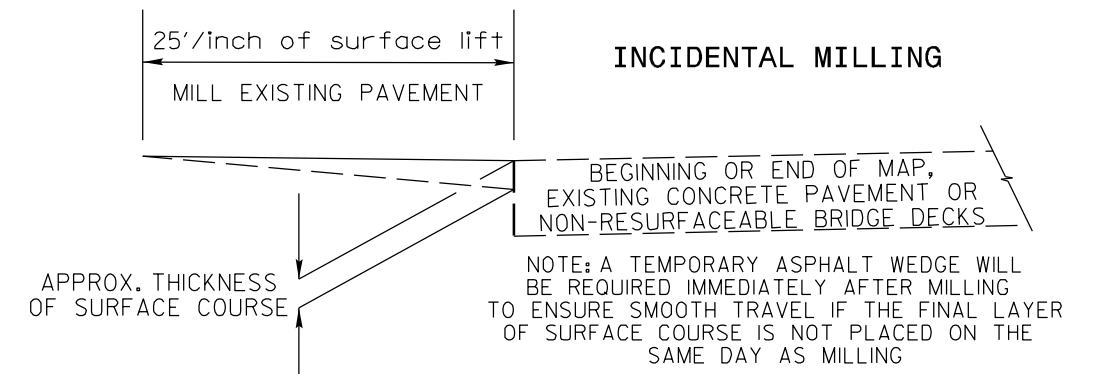 25'/inch of surface lift
INCIDENTAL MILLING
MILL EXISTING PAVEMENT
BEGINNING OR END OF MAP,
EXISTING CONCRETE PAVEMENT OR
NON-RESURFACEABLE BRIDGE DECKS
APPROX. THICKNESS
OF SURFACE COURSE
NOTE: A TEMPORARY ASPHALT WEDGE WILL
BE REQUIRED IMMEDIATELY AFTER MILLING
TO ENSURE SMOOTH TRAVEL IF THE FINAL LAYER
OF SURFACE COURSE IS NOT PLACED ON THE
SAME DAY AS MILLING